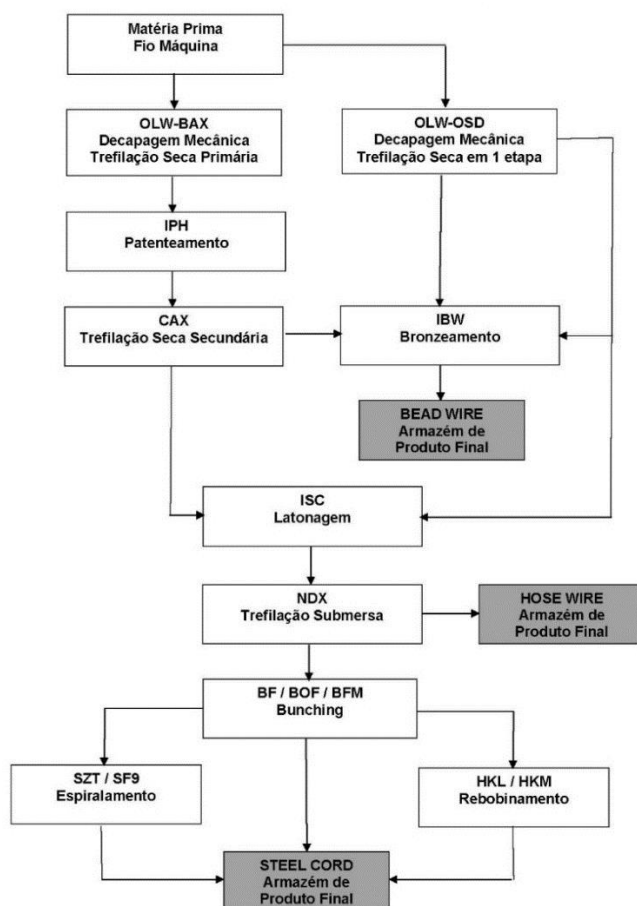 Matéria Prima
Fio Máquina
OLW-BAX
Decapagem Mecânica
Trefilação Seca Primária
OLW-OSD
Decapagem Mecânica
Trefilação Seca em 1 etapa
IPH
Patenteamento
CAX
Trefilação Seca Secundária
IBW
Bronzeamento
BEAD WIRE
Armazém de
Produto Final
ISC
Latonagem
NDX
Trefilação Submersa
HOSE WIRE
Armazém de
Produto Final
BF / BOF / BFM
Bunching
SZT / SF9
Espiralamento
HKL / HKM
Rebobinamento
STEEL CORD
Armazém de
Produto Final